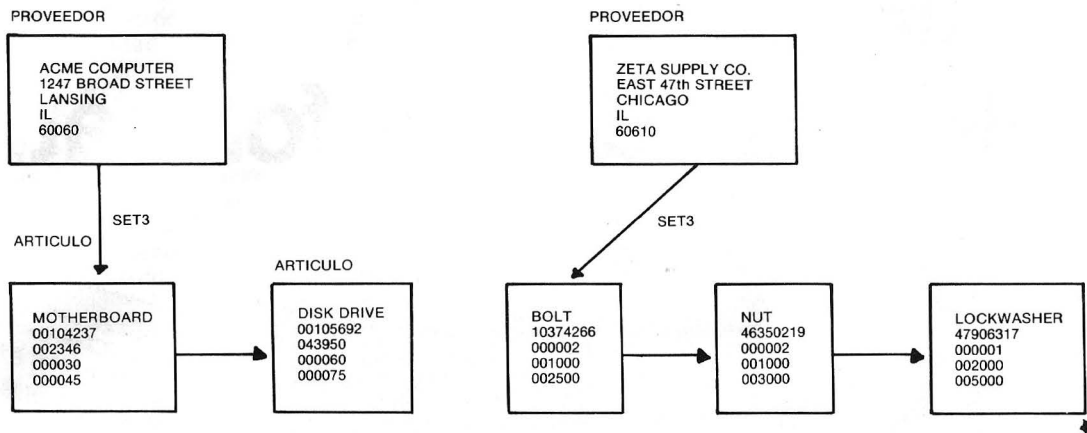 PROVEEDOR
ACME COMPUTER
1247 BROAD STREET
LANSING
IL
60060
SET3
ARTICULO
MOTHERBOARD
00104237
002346
000030
000045
ARTICULO
DISK DRIVE
00105692
043950
000060
000075
PROVEEDOR
ZETA SUPPLY CO.
EAST 47th STREET
CHICAGO
IL
60610
SET3
BOLT
10374266
000002
001000
002500
NUT
46350219
000002
001000
003000
LOCKWASHER
47906317
000001
002000
005000